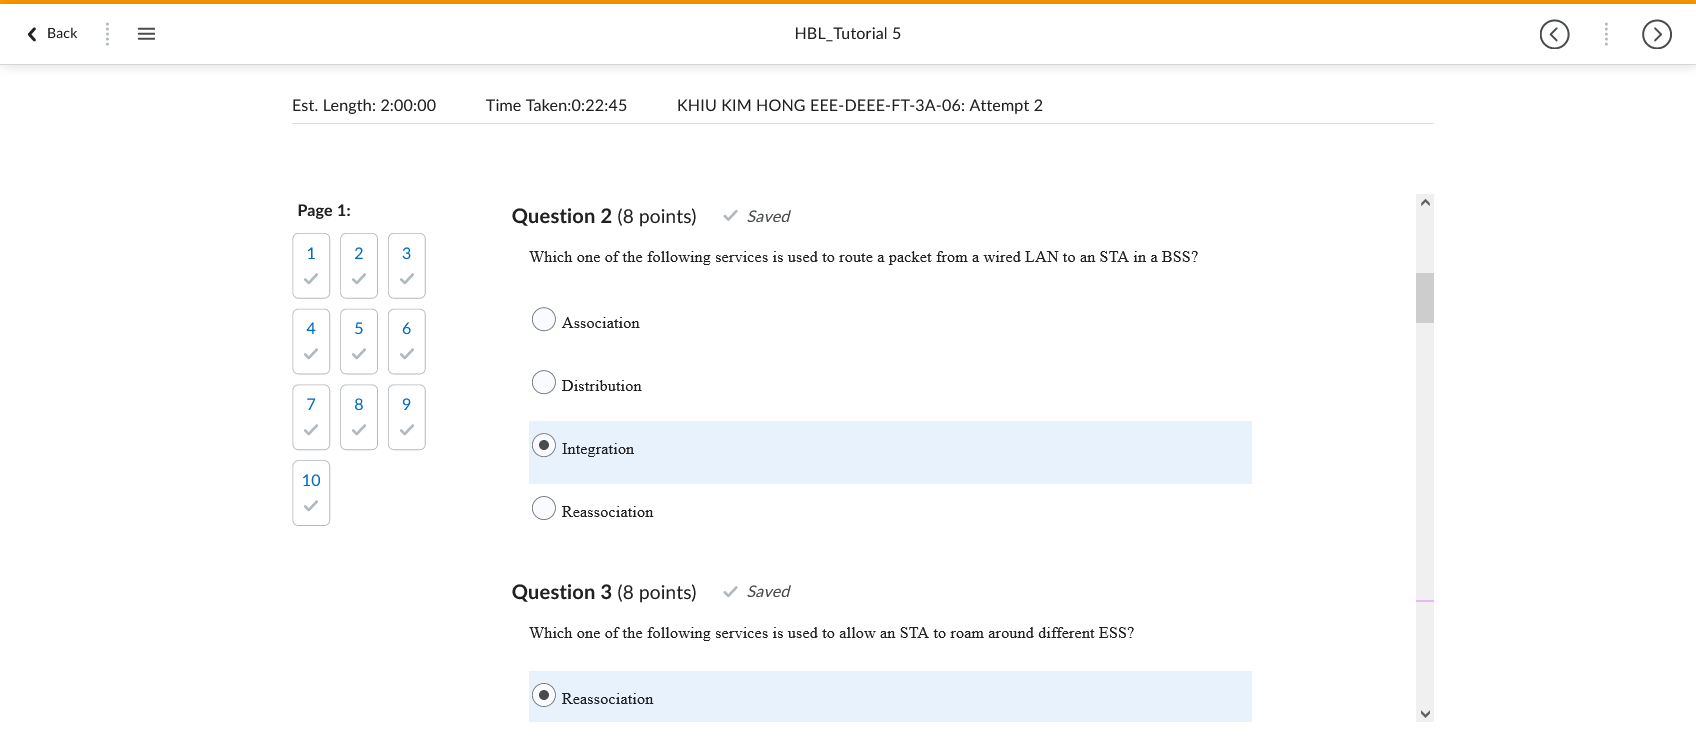 Back
HBL_Tutorial 5
Est. Length: 2:00:00 Time Taken:0:22:45 KHIU KIM HONG EEE-DEEE-FT-3A-06: Attempt 2
Page 1:
1 2 3
4 5 6
7 8 9
10
Question 2 (8 points) Saved
Which one of the following services is used to route a packet from a wired LAN to an STA in a BSS?
Association
Distribution
Integration
Reassociation
Question 3 (8 points) Saved
Which one of the following services is used to allow an STA to roam around different ESS?
Reassociation